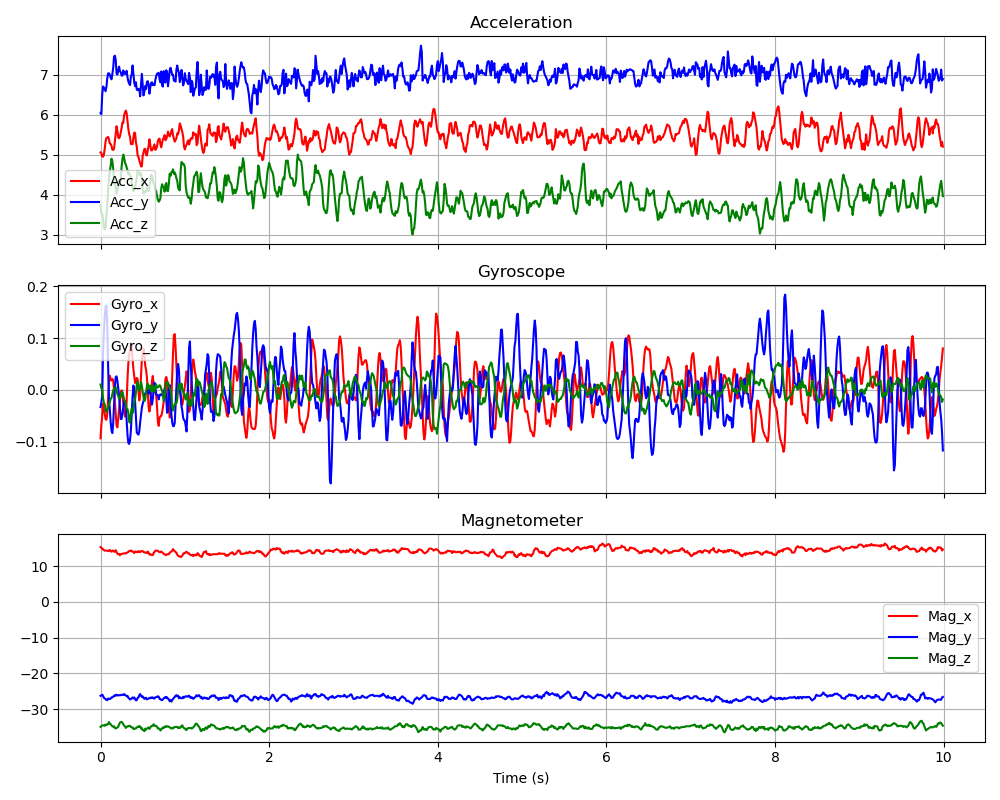 Acceleration
7
6
5
4
3
Acc_x
Acc_y
Acc_z
Gyroscope
0.2
0.1
0.0
−0.1
Gyro_x
Gyro_y
Gyro_z
Magnetometer
10
0
−10
−20
−30
Mag_x
Mag_y
Mag_z
0 2 4 6 8 10
Time (s)